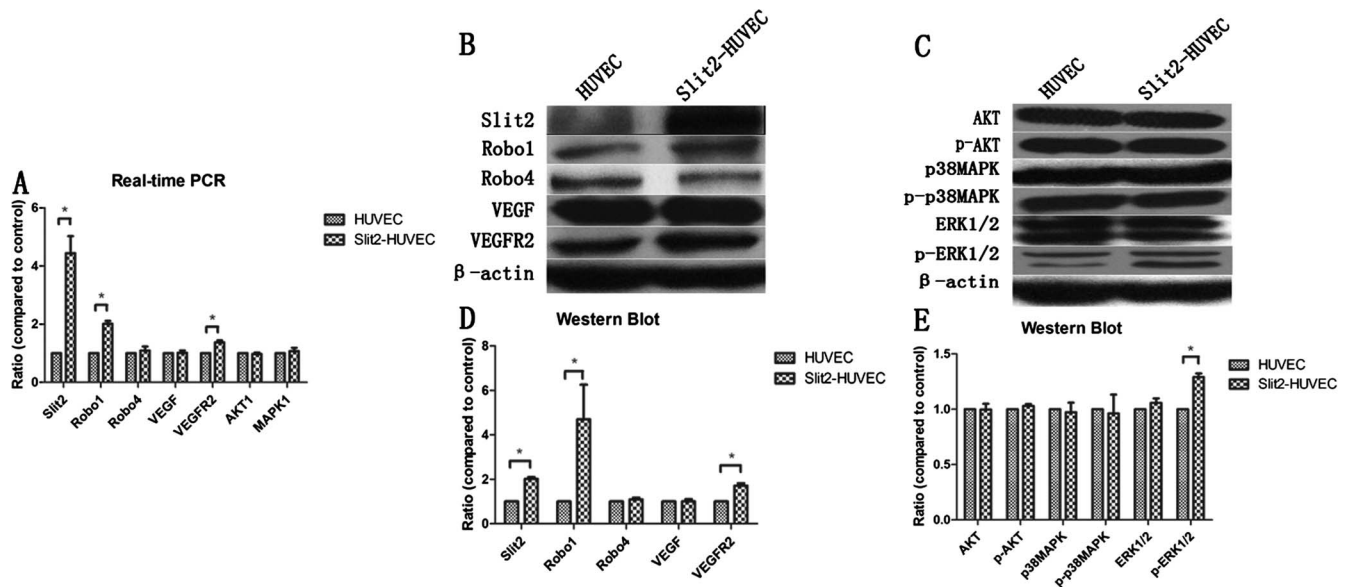 A
Real-time PCR
Ratio (compared to control)
6
4
2
0
*
*
*
HUVEC
Slit2-HUVEC
Slit2
Robo1
Robo4
VEGF
VEGFR2
AKT1
MAPK1
B
HUVEC
Slit2-HUVEC
Slit2
Robo1
Robo4
VEGF
VEGFR2
β-actin
C
HUVEC
Slit2-HUVEC
AKT
p-AKT
p38MAPK
p-p38MAPK
ERK1/2
p-ERK1/2
β-actin
D
Western Blot
Ratio (compared to control)
8
6
4
2
0
*
*
*
HUVEC
Slit2-HUVEC
Slit2
Robo1
Robo4
VEGF
VEGFR2
E
Western Blot
Ratio (compared to control)
1.5
1.0
0.5
0.0
*
HUVEC
Slit2-HUVEC
AKT
p-AKT
p38MAPK
p-p38MAPK
ERK1/2
p-ERK1/2